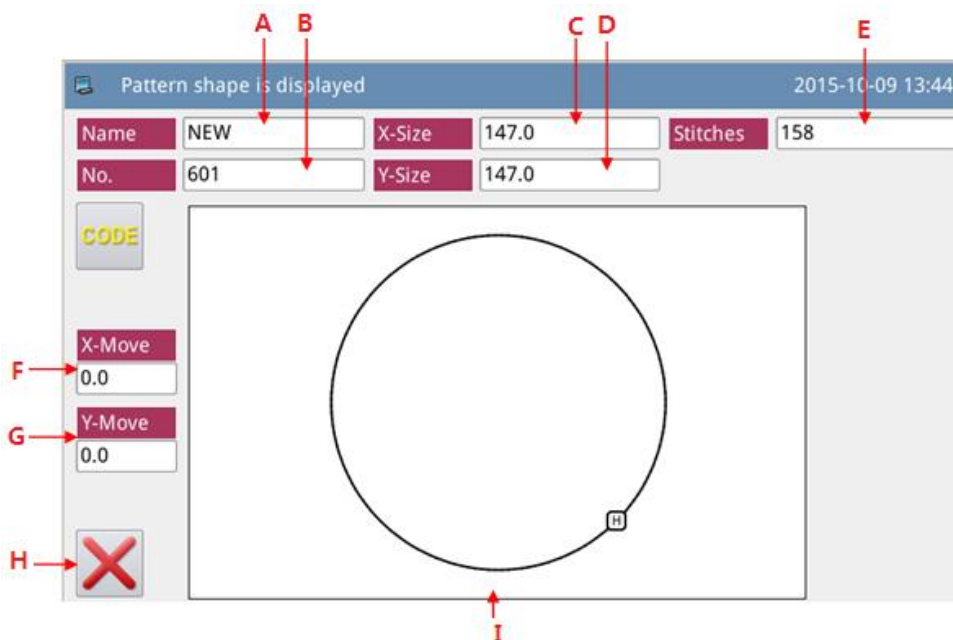 A B C D E
Pattern shape is displayed 2015-10-09 13:44
Name NEW X-Size 147.0 Stitches 158
No. 601 Y-Size 147.0
CODE
X-Move
F
0.0
Y-Move
G
0.0
H
H
I